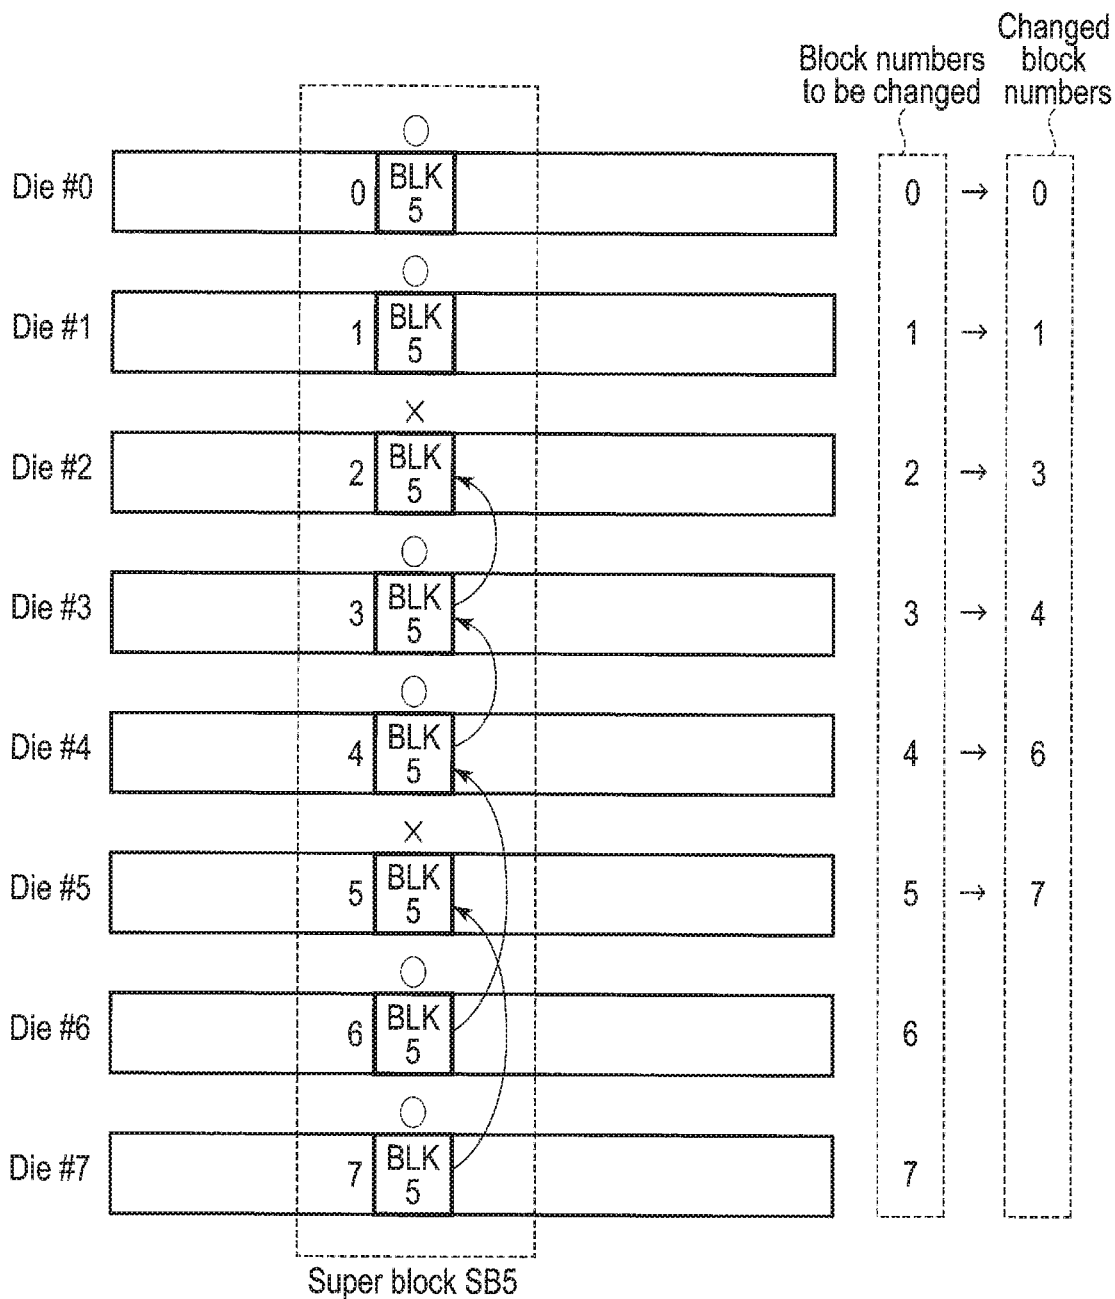 Changed
block
numbers
Block numbers
to be changed
Die #0
0
BLK
5
0 → 0
Die #1
1
BLK
5
1 → 1
×
Die #2
2
BLK
5
2 → 3
Die #3
3
BLK
5
3 → 4
Die #4
4
BLK
5
4 → 6
×
Die #5
5
BLK
5
5 → 7
Die #6
6
BLK
5
6
Die #7
7
BLK
5
7
Super block SB5